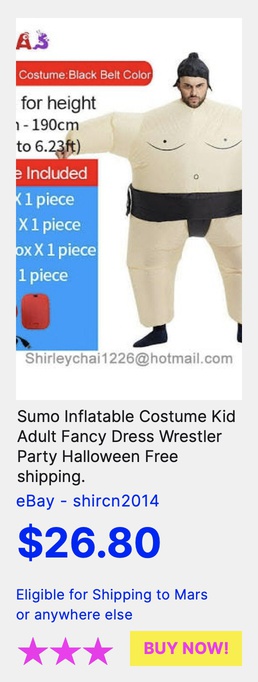 A.S
Costume:Black Belt Color
for height
- 190cm
to 6.23ft)
Included
X 1 piece
X 1 piece
X 1 piece
1 piece
Shirleychai1226@hotmail.com
Sumo Inflatable Costume Kid
Adult Fancy Dress Wrestler
Party Halloween Free
shipping.
eBay - shircn2014
$26.80
Eligible for Shipping to Mars
or anywhere else
BUY NOW!